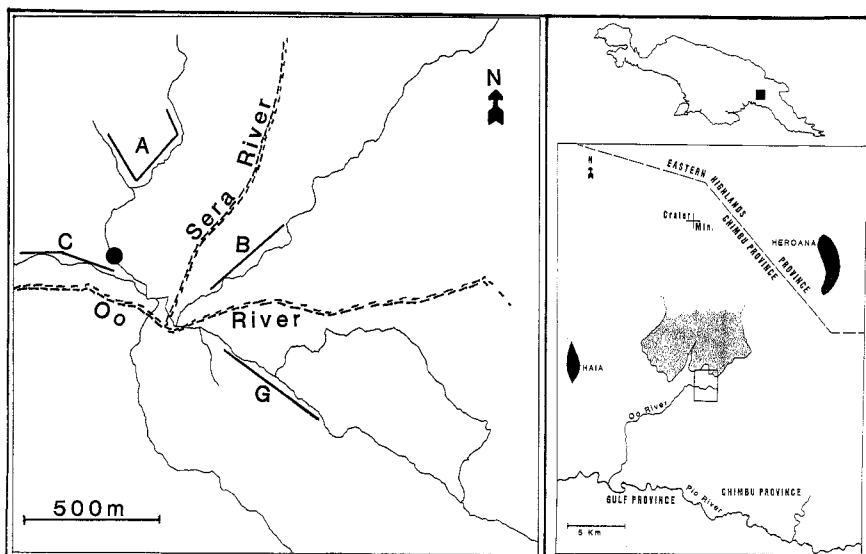 N
A
Sera River
B
C
Oo River
G
500m
N
EASTERN HIGHLANDS
PROVINCE
CHIMBU PROVINCE
Crater
Mtn.
HEROANA
HAIA
Oo River
Pio River
GULF PROVINCE
CHIMBU PROVINCE
5 Km